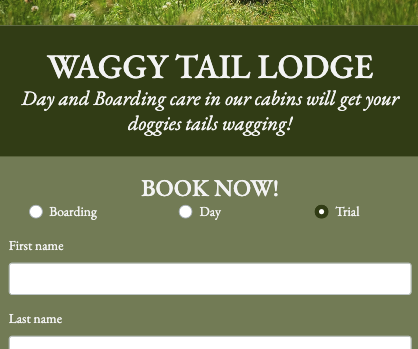 WAGGY TAIL LODGE
Day and Boarding care in our cabins will get your
doggies tails wagging!
BOOK NOW!
Boarding Day Trial
First name
Last name